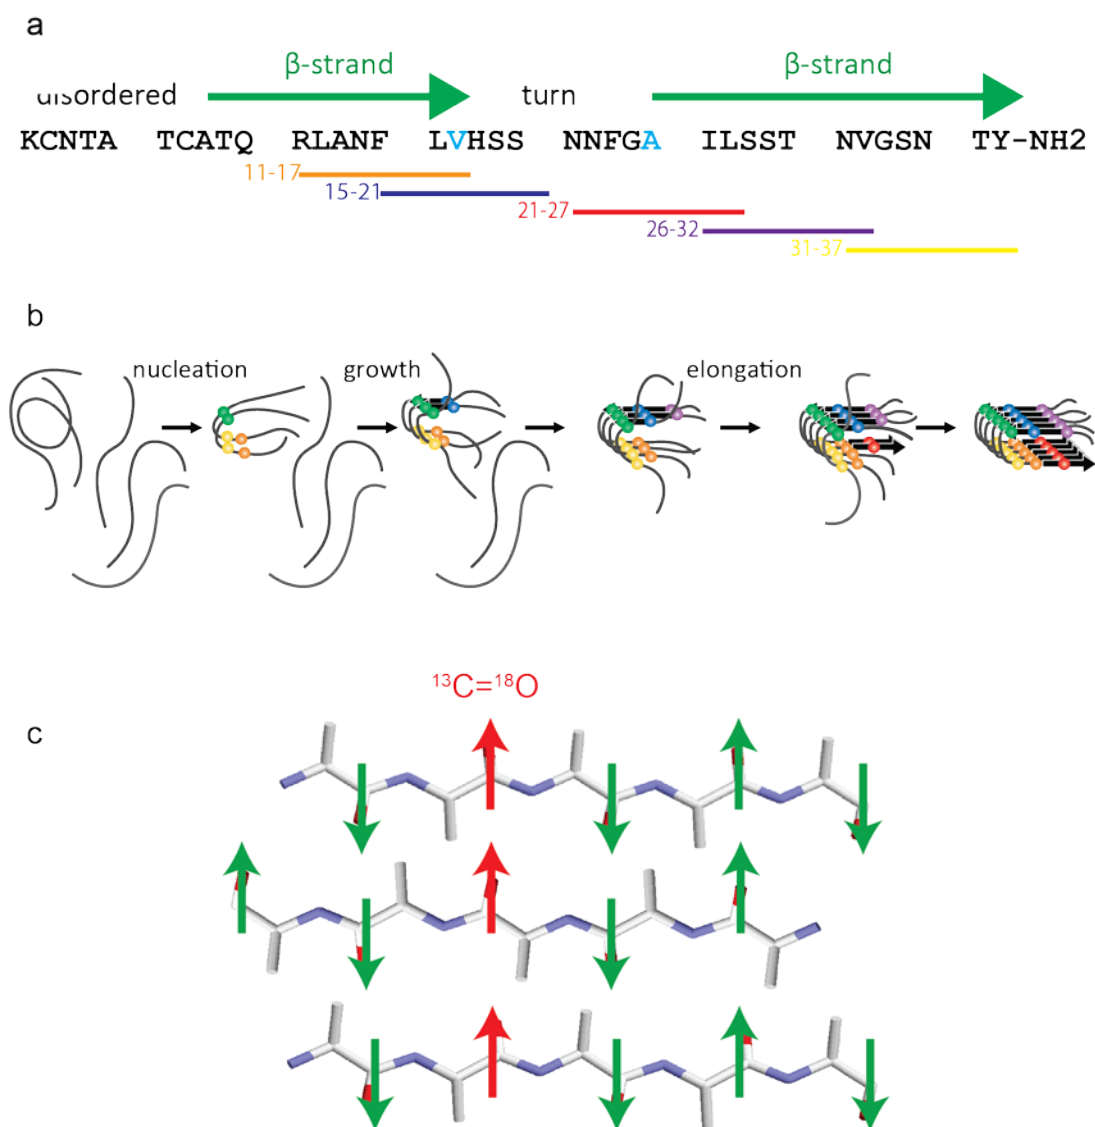 a
β-strand β-strand
disordered turn
KCNTA TCATQ RLANF LVHSS NNFGA ILSST NVGSN TY-NH2
11-17
15-21
21-27
26-32
31-37
b
nucleation growth elongation
¹³C=¹⁸O
c